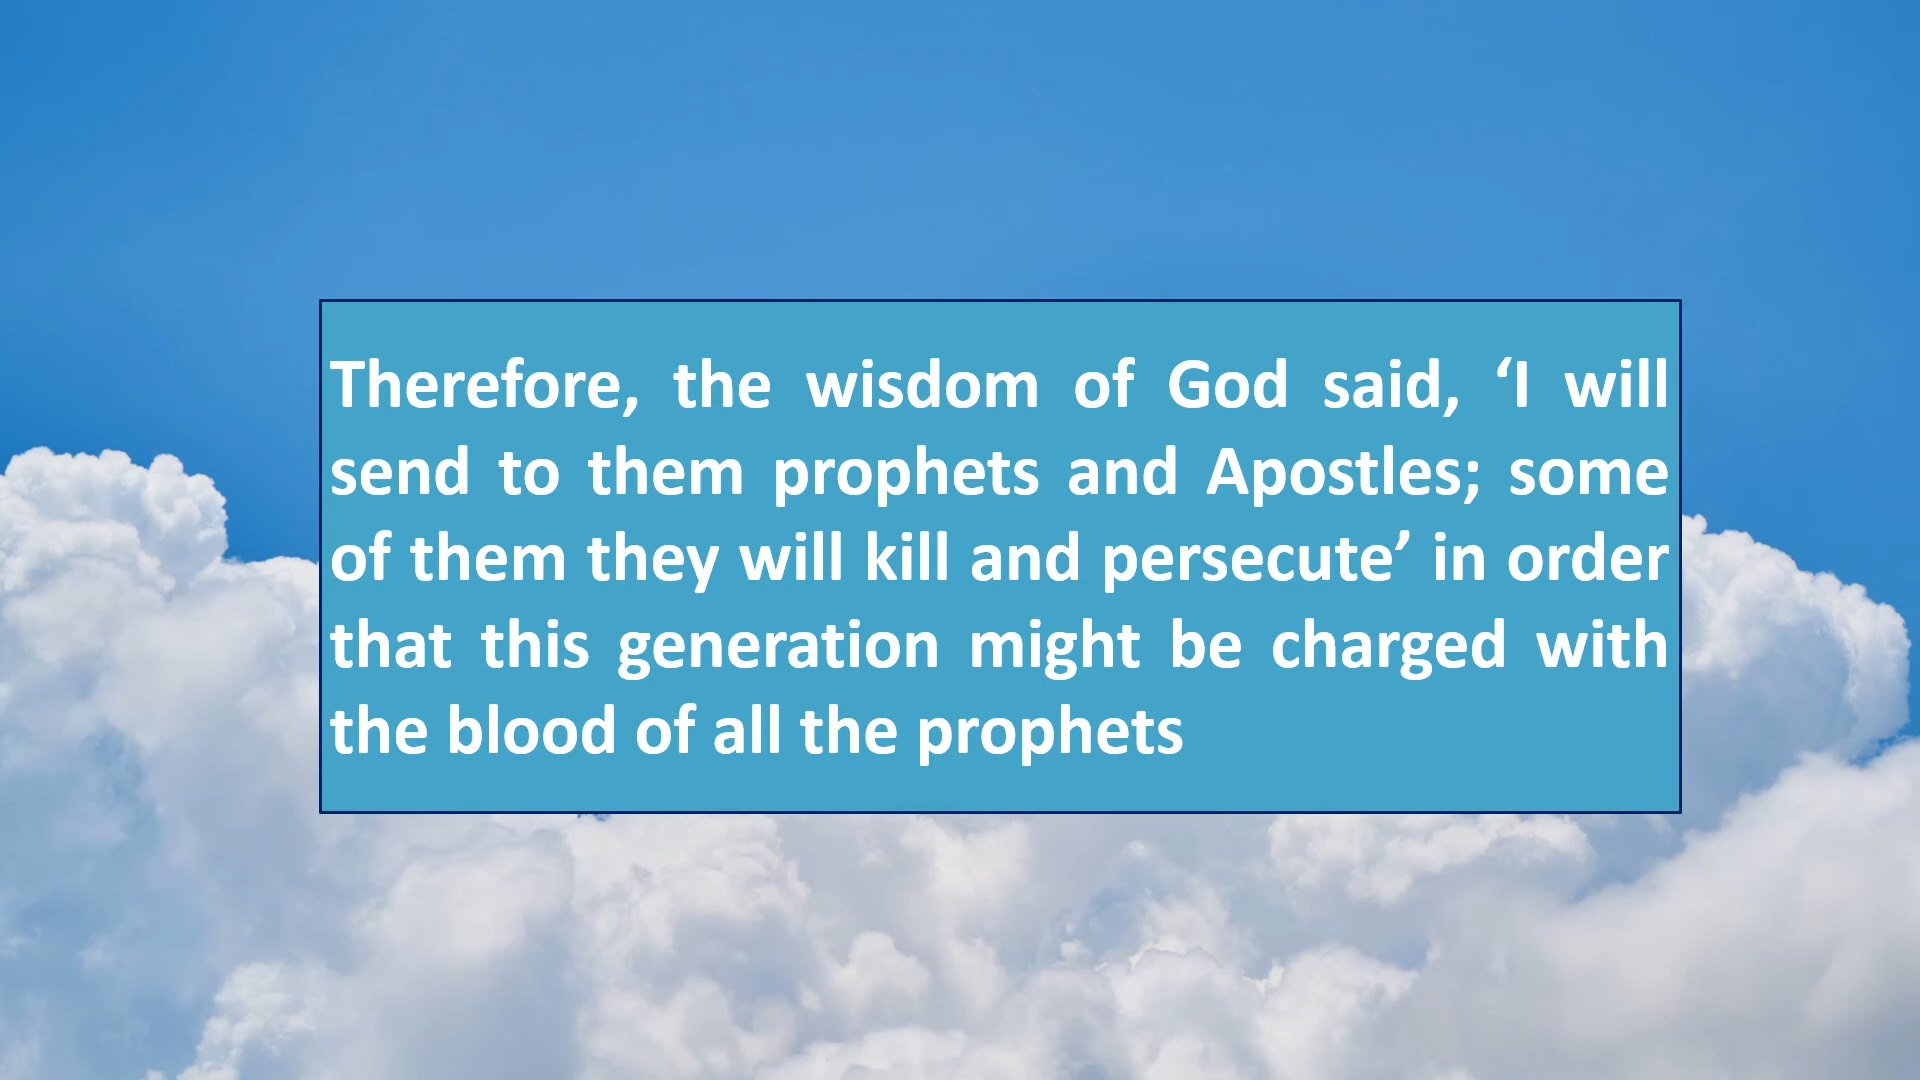 Therefore, the wisdom of God said, ‘I will
send to them prophets and Apostles; some
of them they will kill and persecute’ in order
that this generation might be charged with
the blood of all the prophets